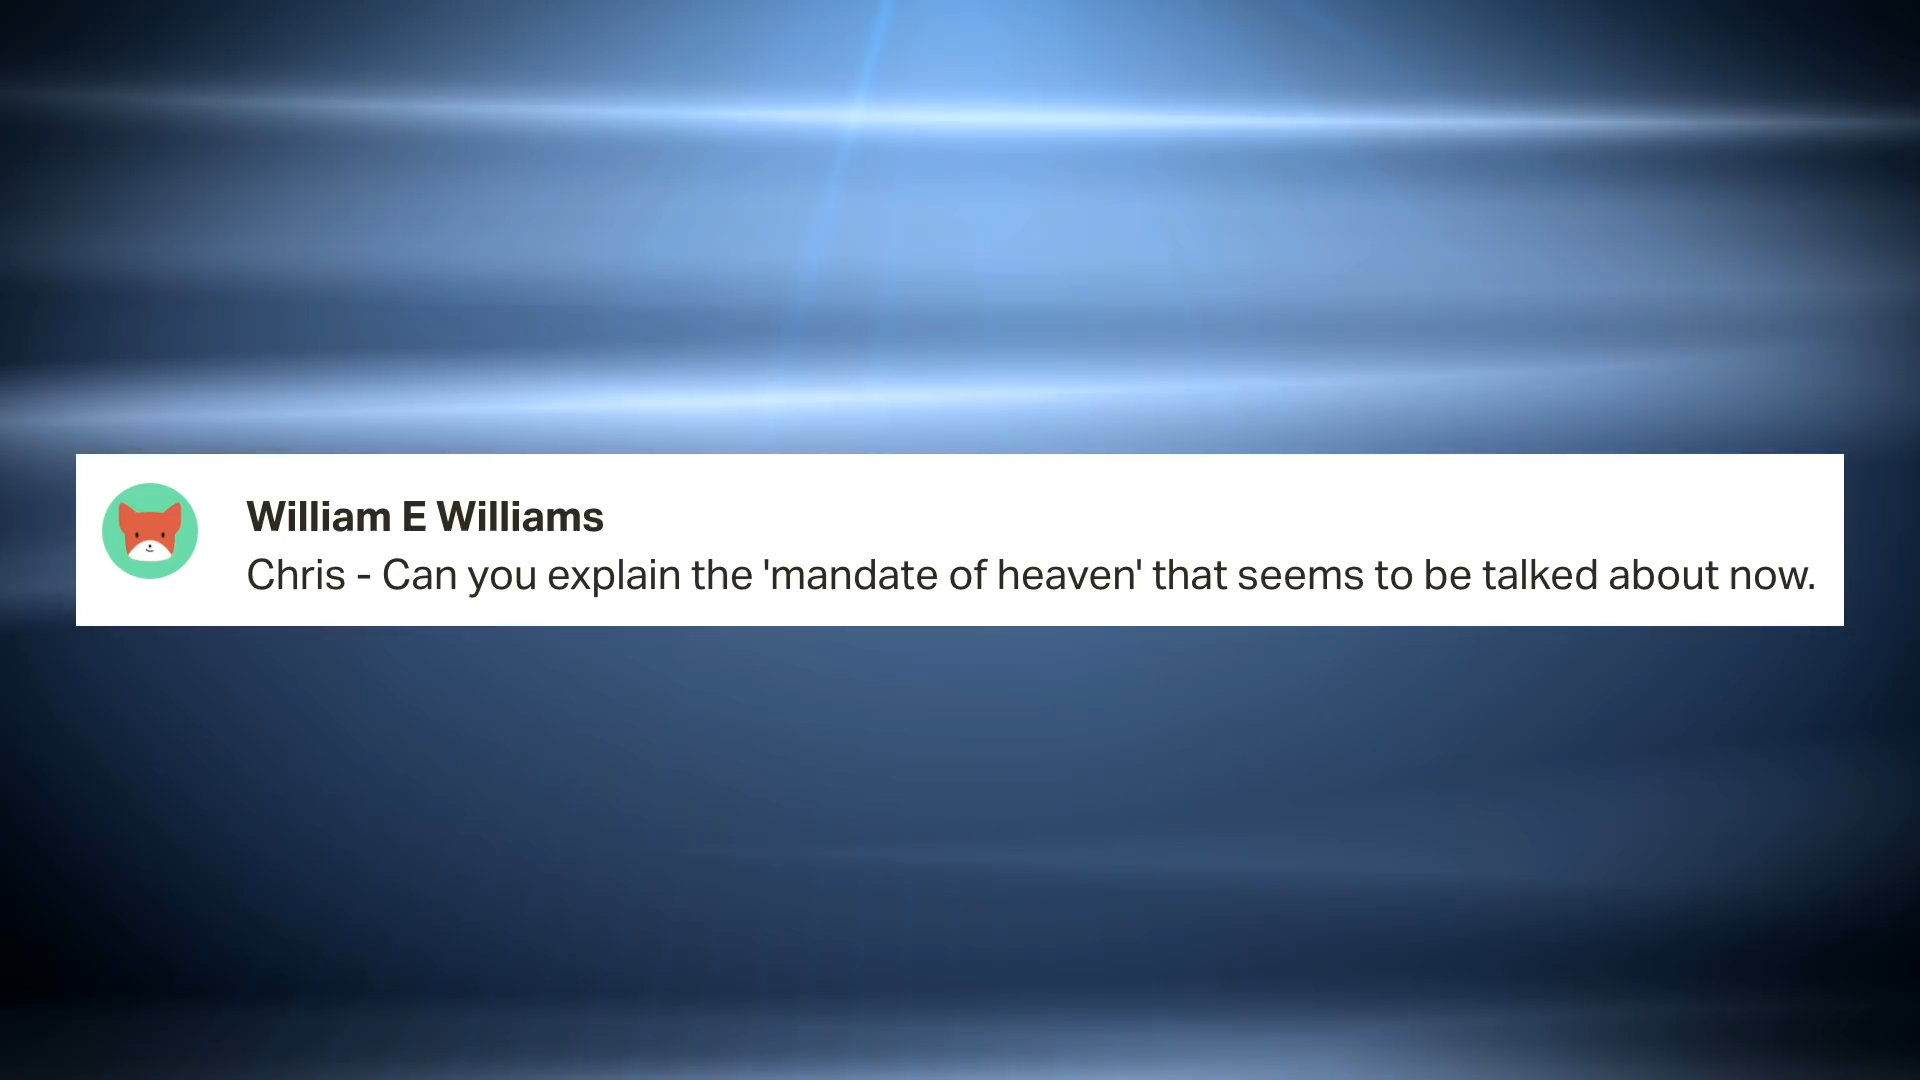 William E Williams
Chris - Can you explain the 'mandate of heaven' that seems to be talked about now.